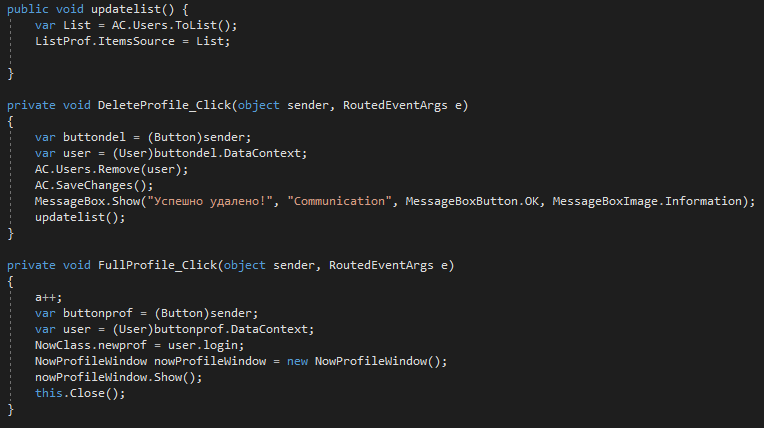 public void updatelist() {
var List = AC.Users.ToList();
ListProf.ItemsSource = List;
}
private void DeleteProfile_Click(object sender, RoutedEventArgs e)
{
var buttondel = (Button)sender;
var user = (User)buttondel.DataContext;
AC.Users.Remove(user);
AC.SaveChanges();
MessageBox.Show("Успешно удалено!", "Communication", MessageBoxButton.OK, MessageBoxImage.Information);
updatelist();
}
private void FullProfile_Click(object sender, RoutedEventArgs e)
{
a++;
var buttonprof = (Button)sender;
var user = (User)buttonprof.DataContext;
NowClass.newprof = user.login;
NowProfileWindow nowProfileWindow = new NowProfileWindow();
nowProfileWindow.Show();
this.Close();
}